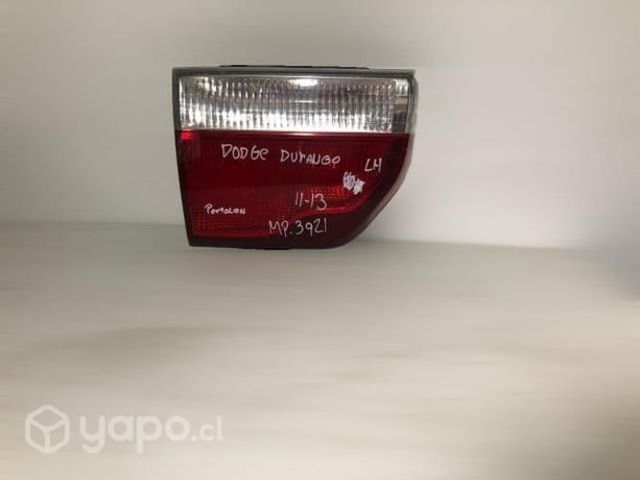 DODGE DURANGO
LH
11-13
Portalon
MP.3921
yapo.cl